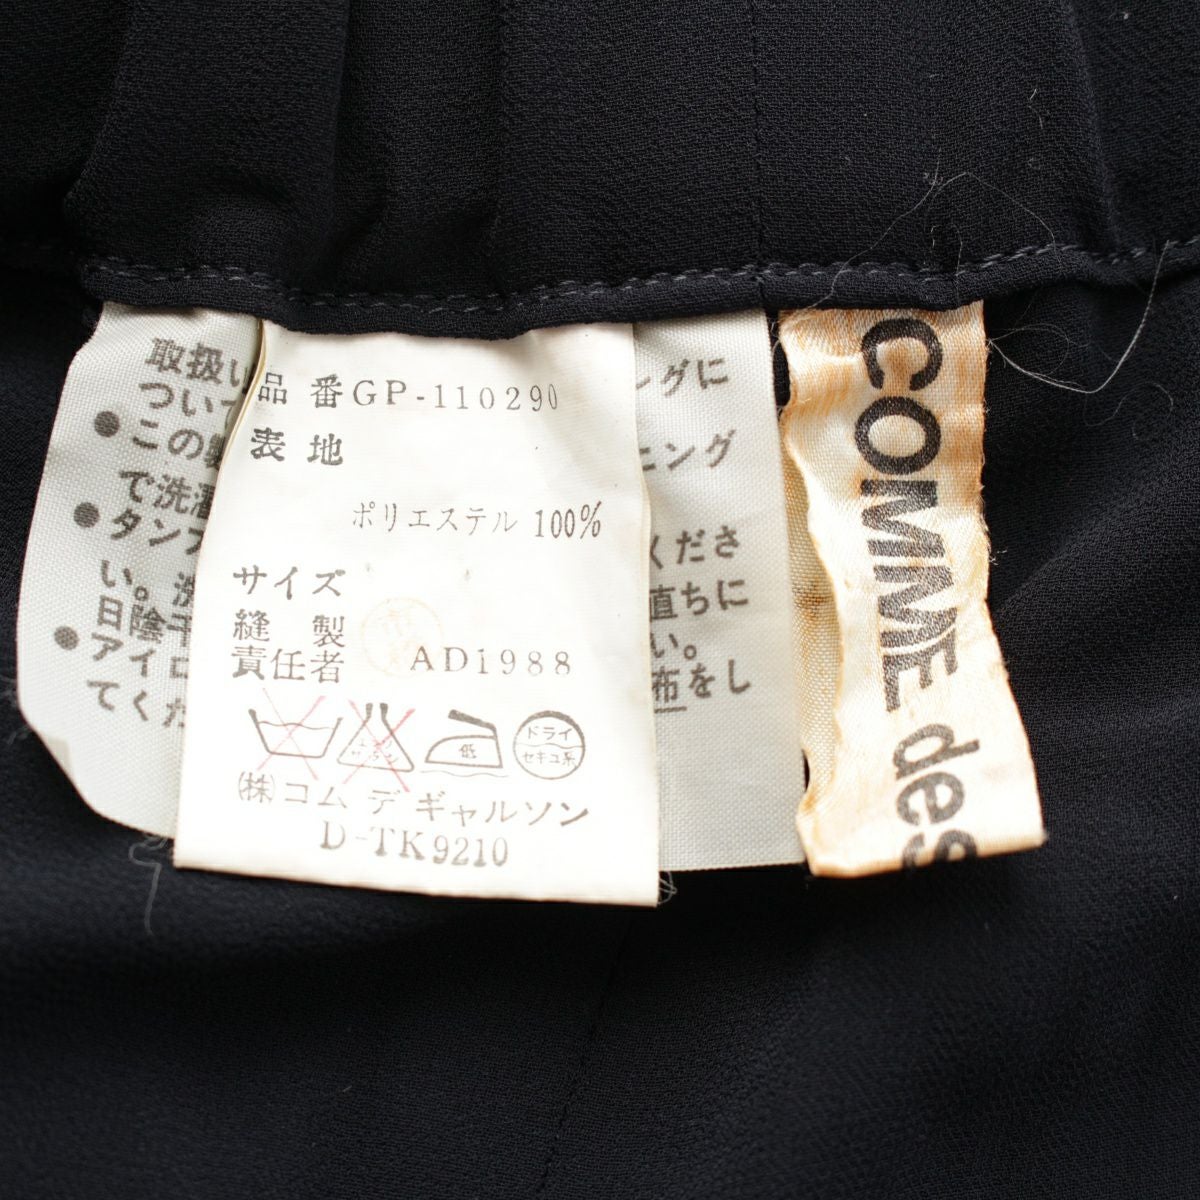 取扱い
ついて
●この製
で洗濯
●タンブ
い。洗
日陰干
●アイロ
てくだ
品 番 GP-110290
表 地
ポリエステル 100%
サイズ
縫 製
責任者
AD1988
低
ドライ
セキユ系
(株)コム デ ギャルソン
D-TK9210
ングに
ニング
くださ
直ちに
い。
布をし
COMME des